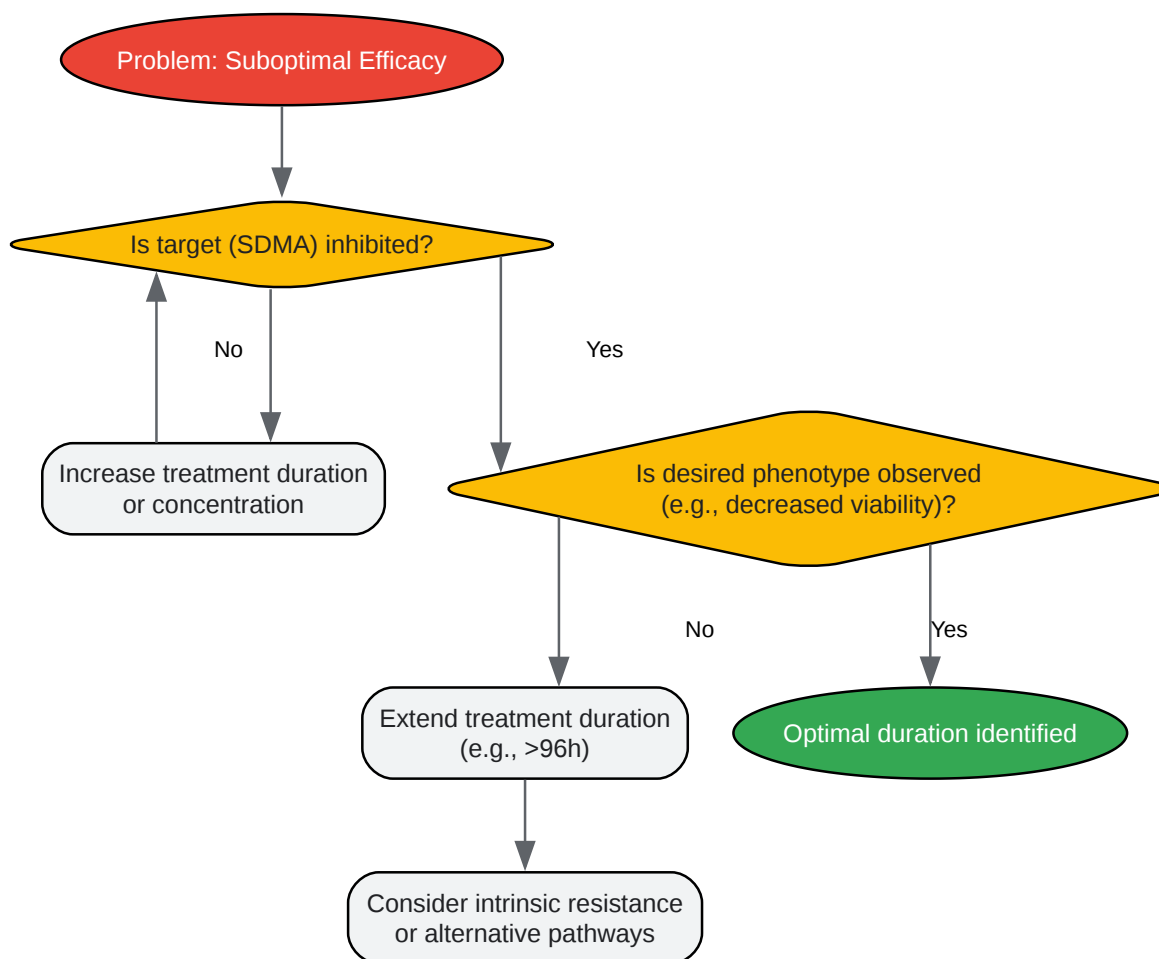 Problem: Suboptimal Efficacy
Is target (SDMA) inhibited?
No
Yes
Increase treatment duration
or concentration
Is desired phenotype observed
(e.g., decreased viability)?
No
Yes
Extend treatment duration
(e.g., >96h)
Optimal duration identified
Consider intrinsic resistance
or alternative pathways